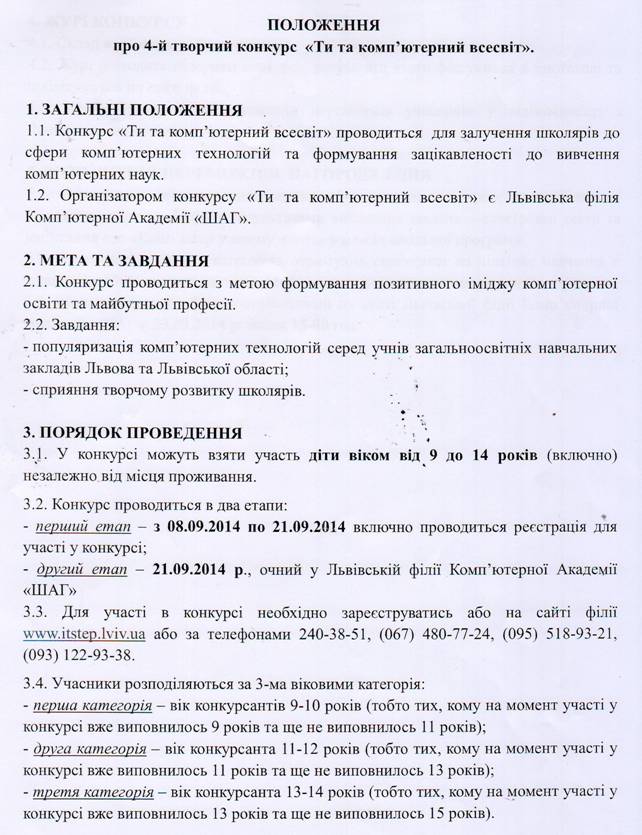 ПОЛОЖЕННЯ
про 4-й творчий конкурс «Ти та комп’ютерний всесвіт».
1. ЗАГАЛЬНІ ПОЛОЖЕННЯ
1.1. Конкурс «Ти та комп’ютерний всесвіт» проводиться для залучення школярів до
сфери комп’ютерних технологій та формування зацікавленості до вивчення
комп’ютерних наук.
1.2. Організатором конкурсу «Ти та комп’ютерний всесвіт» є Львівська філія
Комп’ютерної Академії «ШАГ».
2. МЕТА ТА ЗАВДАННЯ
2.1. Конкурс проводиться з метою формування позитивного іміджу комп’ютерної
освіти та майбутньої професії.
2.2. Завдання:
- популяризація комп’ютерних технологій серед учнів загальноосвітніх навчальних
закладів Львова та Львівської області;
- сприяння творчому розвитку школярів.
3. ПОРЯДОК ПРОВЕДЕННЯ
3.1. У конкурсі можуть взяти участь діти віком від 9 до 14 років (включно)
незалежно від місця проживання.
3.2. Конкурс проводиться в два етапи:
- перший етап – з 08.09.2014 по 21.09.2014 включно проводиться реєстрація для
участі у конкурсі;
- другий етап – 21.09.2014 р., очний у Львівській філії Комп’ютерної Академії
«ШАГ»
3.3. Для участі в конкурсі необхідно зареєструватись або на сайті філії
www.itstep.lviv.ua або за телефонами 240-38-51, (067) 480-77-24, (095) 518-93-21,
(093) 122-93-38.
3.4. Учасники розподіляються за 3-ма віковими категорія:
- перша категорія – вік конкурсантів 9-10 років (тобто тих, кому на момент участі у
конкурсі вже виповнилось 9 років та ще не виповнилось 11 років);
- друга категорія – вік конкурсанта 11-12 років (тобто тих, кому на момент участі у
конкурсі вже виповнилось 11 років та ще не виповнилось 13 років);
- третя категорія – вік конкурсанта 13-14 років (тобто тих, кому на момент участі у
конкурсі вже виповнилось 13 років та ще не виповнилось 15 років).